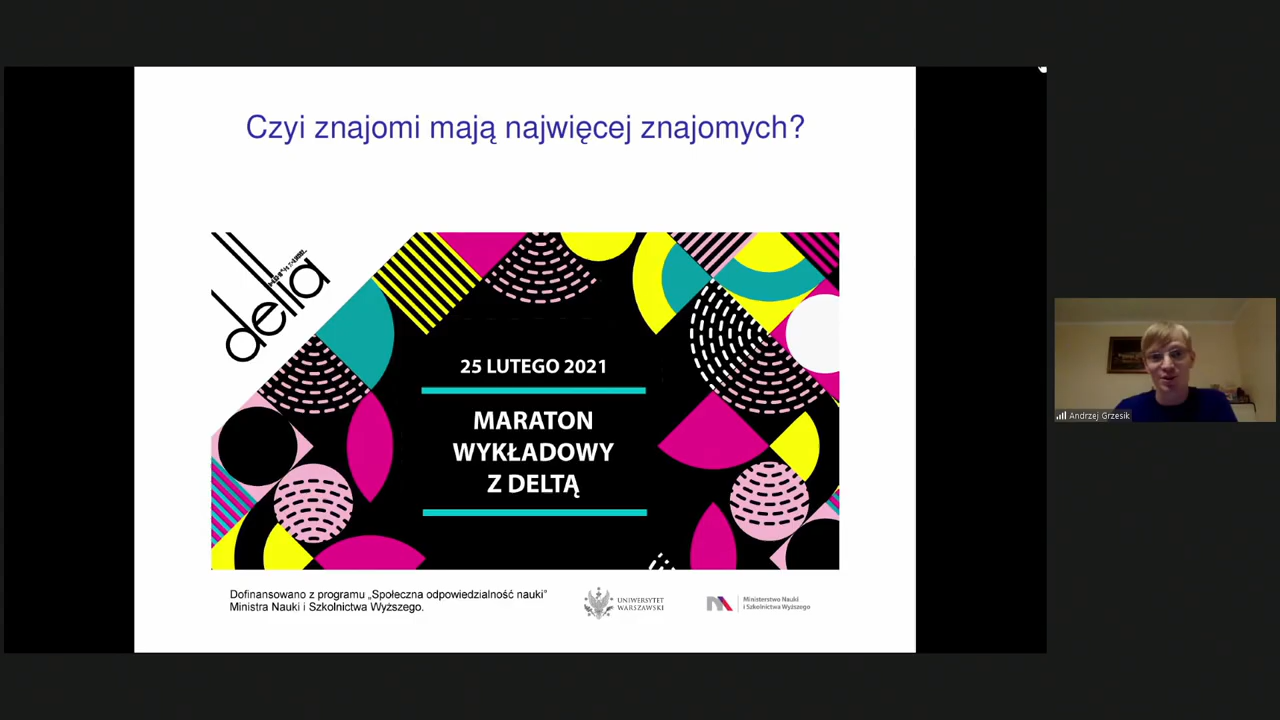 Czyi znajomi mają najwięcej znajomych?
delta
25 LUTEGO 2021
MARATON
WYKŁADOWY
Z DELTĄ
Dofinansowano z programu „Społeczna odpowiedzialność nauki”
Ministra Nauki i Szkolnictwa Wyższego.
UNIWERSYTET
WARSZAWSKI
Ministerstwo Nauki
i Szkolnictwa Wyższego
Andrzej Grzesik